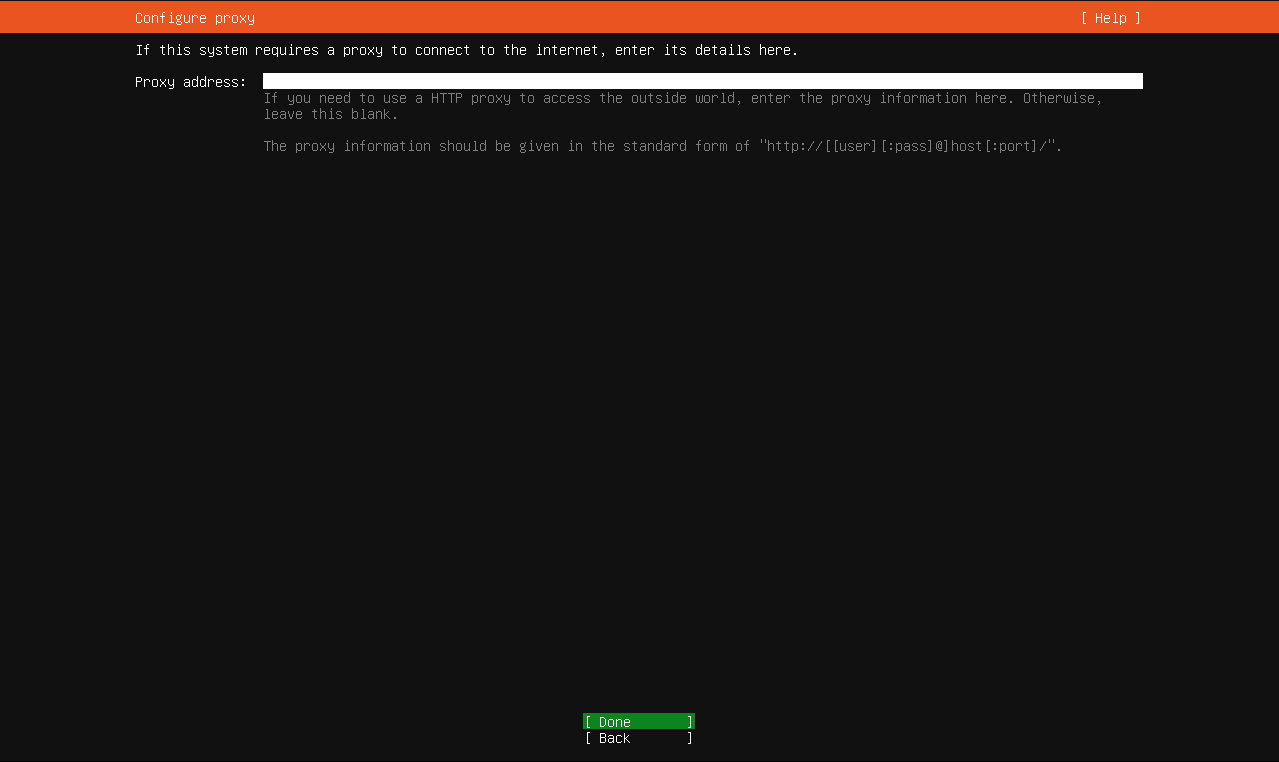 Configure proxy [ Help ]
If this system requires a proxy to connect to the internet, enter its details here.
Proxy address:
If you need to use a HTTP proxy to access the outside world, enter the proxy information here. Otherwise,
leave this blank.
The proxy information should be given in the standard form of "http://[[user][:pass]@]host[:port]/".
[ Done ]
[ Back ]